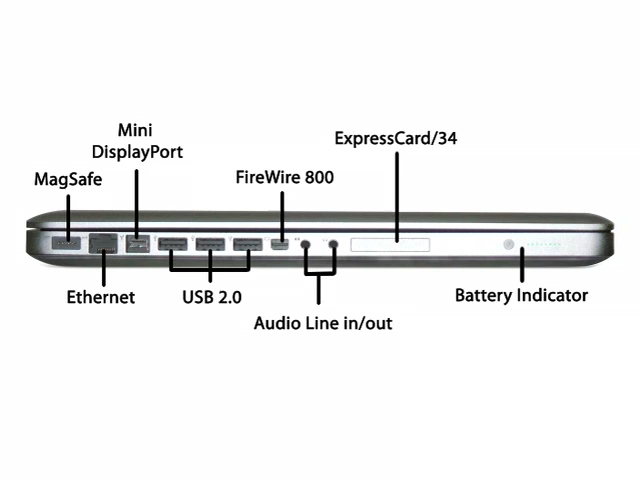 Mini
DisplayPort
ExpressCard/34
MagSafe
FireWire 800
Ethernet
USB 2.0
Battery Indicator
Audio Line in/out